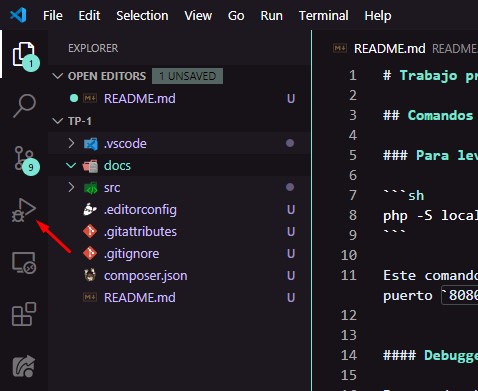 File Edit Selection View Go Run Terminal Help
EXPLORER
OPEN EDITORS 1 UNSAVED
README.md U
TP-1
.vscode
docs
src
.editorconfig U
.gitattributes U
.gitignore U
composer.json U
README.md U
1
9
README.md README.
1 # Trabajo pr
2
3 ## Comandos
4
5 ### Para lev
6
7 ```sh
8 php -S local
9 ```
10
11 Este comando
puerto `8080
12
13
14 #### Debugge
15